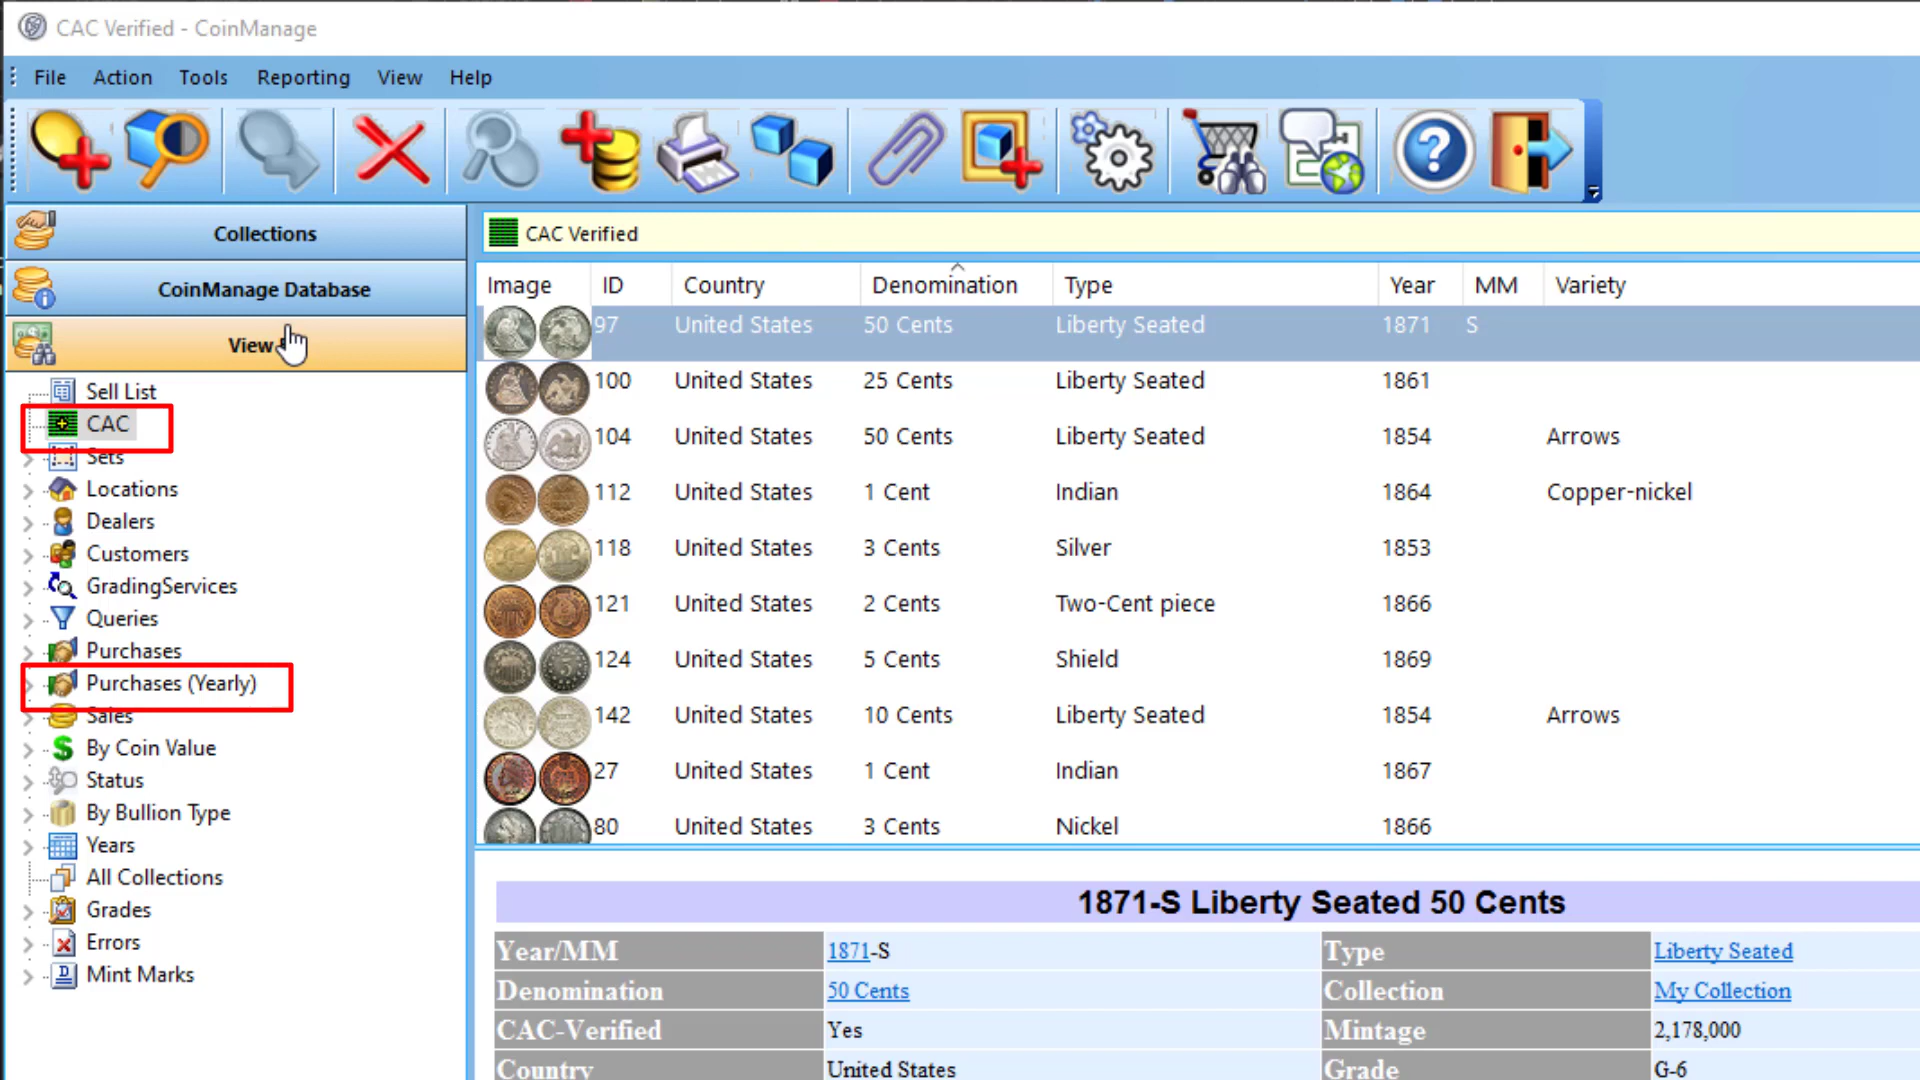 CAC Verified - CoinManage
File Action Tools Reporting View Help
Collections
CoinManage Database
View
Sell List
CAC
Sets
Locations
Dealers
Customers
GradingServices
Queries
Purchases
Purchases (Yearly)
Sales
By Coin Value
Status
By Bullion Type
Years
All Collections
Grades
Errors
Mint Marks
CAC Verified
Image ID Country Denomination Type Year MM Variety
97 United States 50 Cents Liberty Seated 1871 S
100 United States 25 Cents Liberty Seated 1861
104 United States 50 Cents Liberty Seated 1854 Arrows
112 United States 1 Cent Indian 1864 Copper-nickel
118 United States 3 Cents Silver 1853
121 United States 2 Cents Two-Cent piece 1866
124 United States 5 Cents Shield 1869
142 United States 10 Cents Liberty Seated 1854 Arrows
27 United States 1 Cent Indian 1867
80 United States 3 Cents Nickel 1866
1871-S Liberty Seated 50 Cents
Year/MM 1871-S Type Liberty Seated
Denomination 50 Cents Collection My Collection
CAC-Verified Yes Mintage 2,178,000
Country United States Grade G-6